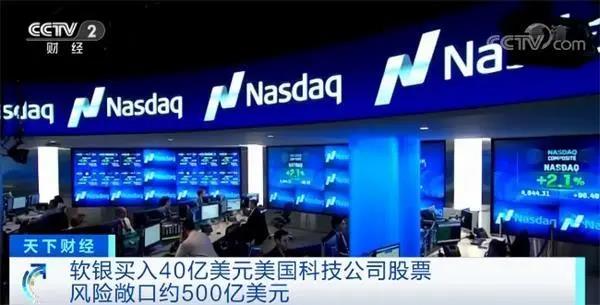 CCTV 2
财经
CCTV.com
Nasdaq
Nasdaq
Nas
NASDAQ
COMPOSITE
NASDAQ
+2.1%
NASDAQ
+2.1%
天下财经
软银买入40亿美元美国科技公司股票
风险敞口约500亿美元